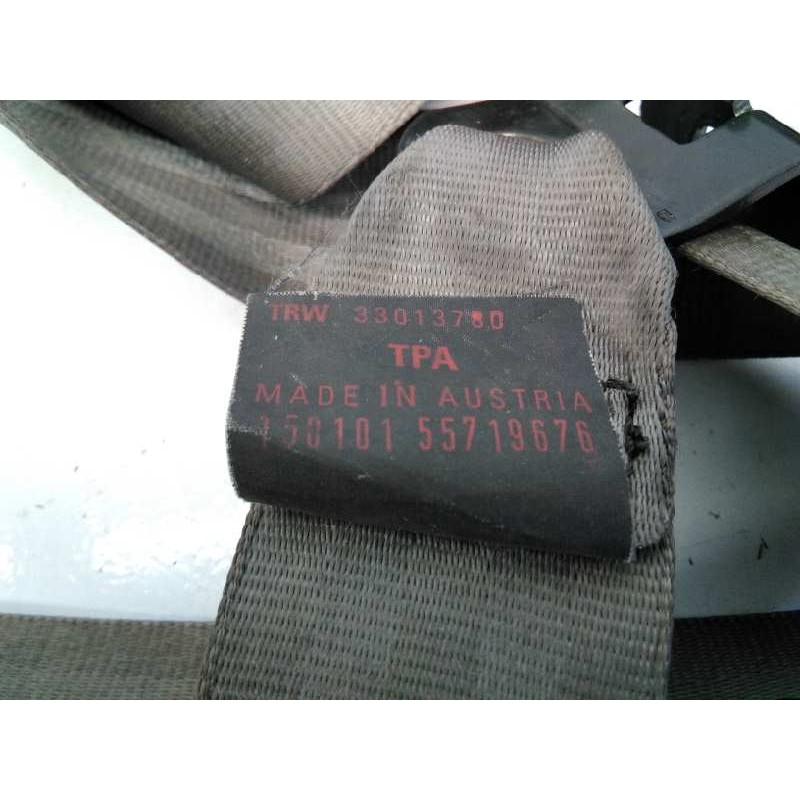 TRW 33013780
TPA
MADE IN AUSTRIA
150101 55719676